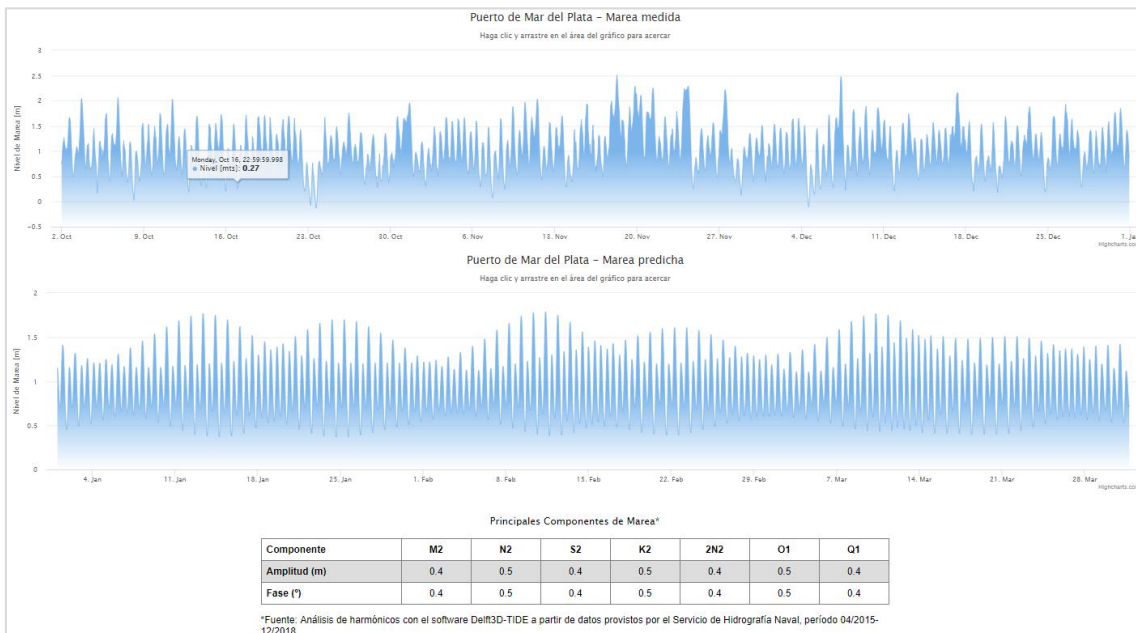 Puerto de Mar del Plata – Marea medida
Haga clic y arrastre en el área del gráfico para acercar
Nivel de Marea [m]
3
2.5
2
1.5
1
0.5
0
−0.5
Monday, Oct 16, 22:59:59.998
Nivel [mts]: 0.27
2. Oct 9. Oct 16. Oct 23. Oct 30. Oct 6. Nov 13. Nov 20. Nov 27. Nov 4. Dec 11. Dec 18. Dec 25. Dec 1. Jan
Highcharts.com
Puerto de Mar del Plata – Marea predicha
Haga clic y arrastre en el área del gráfico para acercar
Nivel de Marea [m]
2
1.5
1
0.5
0
4. Jan 11. Jan 18. Jan 25. Jan 1. Feb 8. Feb 15. Feb 22. Feb 29. Feb 7. Mar 14. Mar 21. Mar 28. Mar
Highcharts.com
Principales Componentes de Marea*
Componente M2 N2 S2 K2 2N2 O1 Q1
Amplitud (m) 0.4 0.5 0.4 0.5 0.4 0.5 0.4
Fase (º) 0.4 0.5 0.4 0.5 0.4 0.5 0.4
*Fuente: Análisis de harmónicos con el software Delft3D-TIDE a partir de datos provistos por el Servicio de Hidrografía Naval, período 04/2015-
12/2018